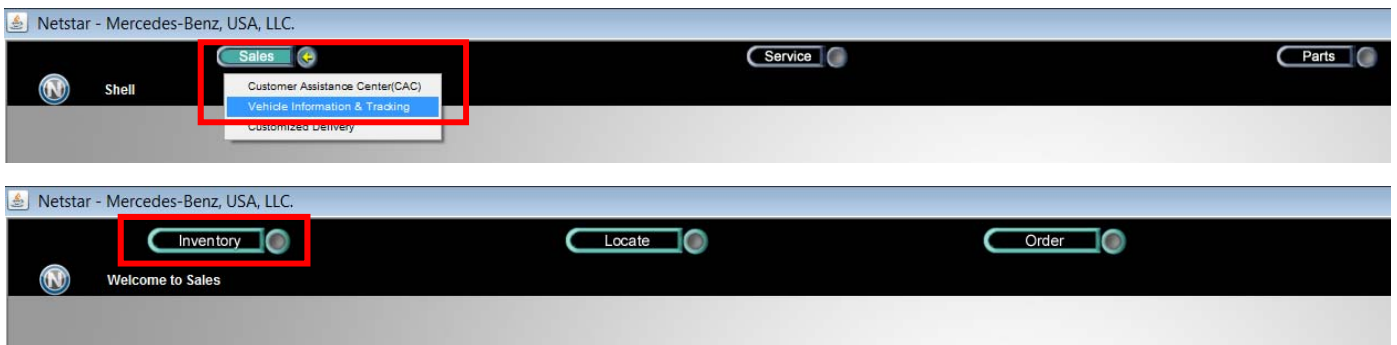 Netstar - Mercedes-Benz, USA, LLC.
Sales Service Parts
N Shell
Customer Assistance Center(CAC)
Vehicle Information & Tracking
Customized Delivery
Netstar - Mercedes-Benz, USA, LLC.
Inventory Locate Order
N Welcome to Sales